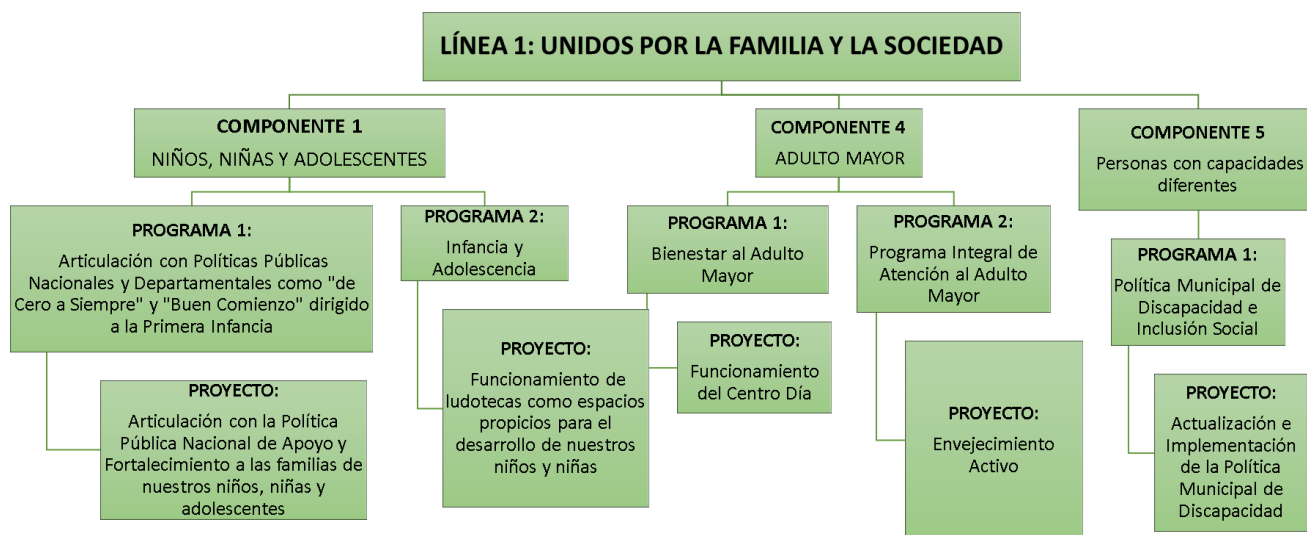 LÍNEA 1: UNIDOS POR LA FAMILIA Y LA SOCIEDAD
COMPONENTE 1
NIÑOS, NIÑAS Y ADOLESCENTES
COMPONENTE 4
ADULTO MAYOR
COMPONENTE 5
Personas con capacidades
diferentes
PROGRAMA 1:
Articulación con Políticas Públicas
Nacionales y Departamentales como "de
Cero a Siempre" y "Buen Comienzo" dirigido
a la Primera Infancia
PROGRAMA 2:
Infancia y
Adolescencia
PROGRAMA 1:
Bienestar al Adulto
Mayor
PROGRAMA 2:
Programa Integral de
Atención al Adulto
Mayor
PROGRAMA 1:
Política Municipal de
Discapacidad e
Inclusión Social
PROYECTO:
Articulación con la Política
Pública Nacional de Apoyo y
Fortalecimiento a las familias de
nuestros niños, niñas y
adolescentes
PROYECTO:
Funcionamiento de
ludotecas como espacios
propicios para el
desarrollo de nuestros
niños y niñas
PROYECTO:
Funcionamiento
del Centro Día
PROYECTO:
Envejecimiento
Activo
PROYECTO:
Actualización e
Implementación
de la Política
Municipal de
Discapacidad